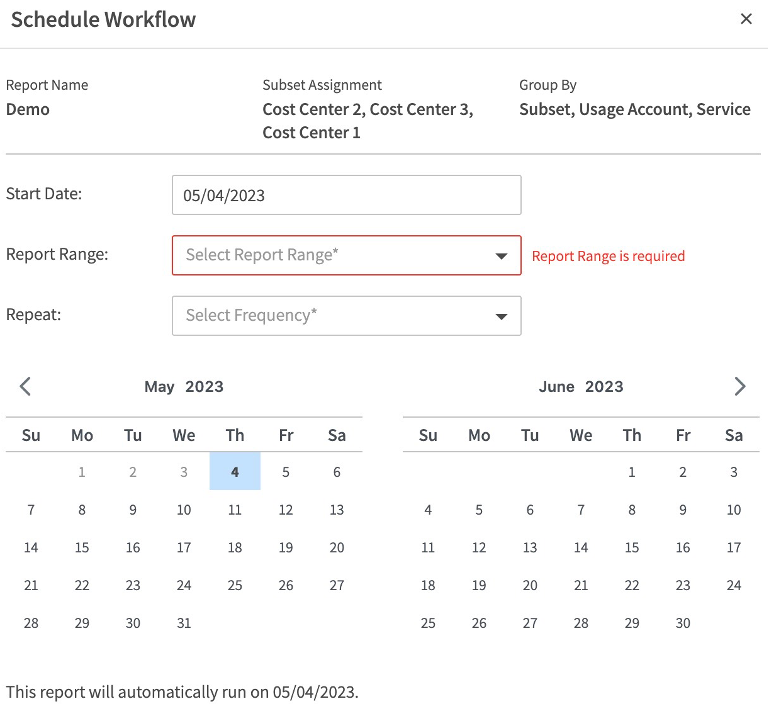 Schedule Workflow
Report Name Subset Assignment Group By
Demo Cost Center 2, Cost Center 3, Subset, Usage Account, Service
Cost Center 1
Start Date: 05/04/2023
Report Range: Select Report Range* Report Range is required
Repeat: Select Frequency*
May 2023 June 2023
Su Mo Tu We Th Fr Sa Su Mo Tu We Th Fr Sa
1 2 3 4 5 6 1 2 3
7 8 9 10 11 12 13 4 5 6 7 8 9 10
14 15 16 17 18 19 20 11 12 13 14 15 16 17
21 22 23 24 25 26 27 18 19 20 21 22 23 24
28 29 30 31 25 26 27 28 29 30
This report will automatically run on 05/04/2023.